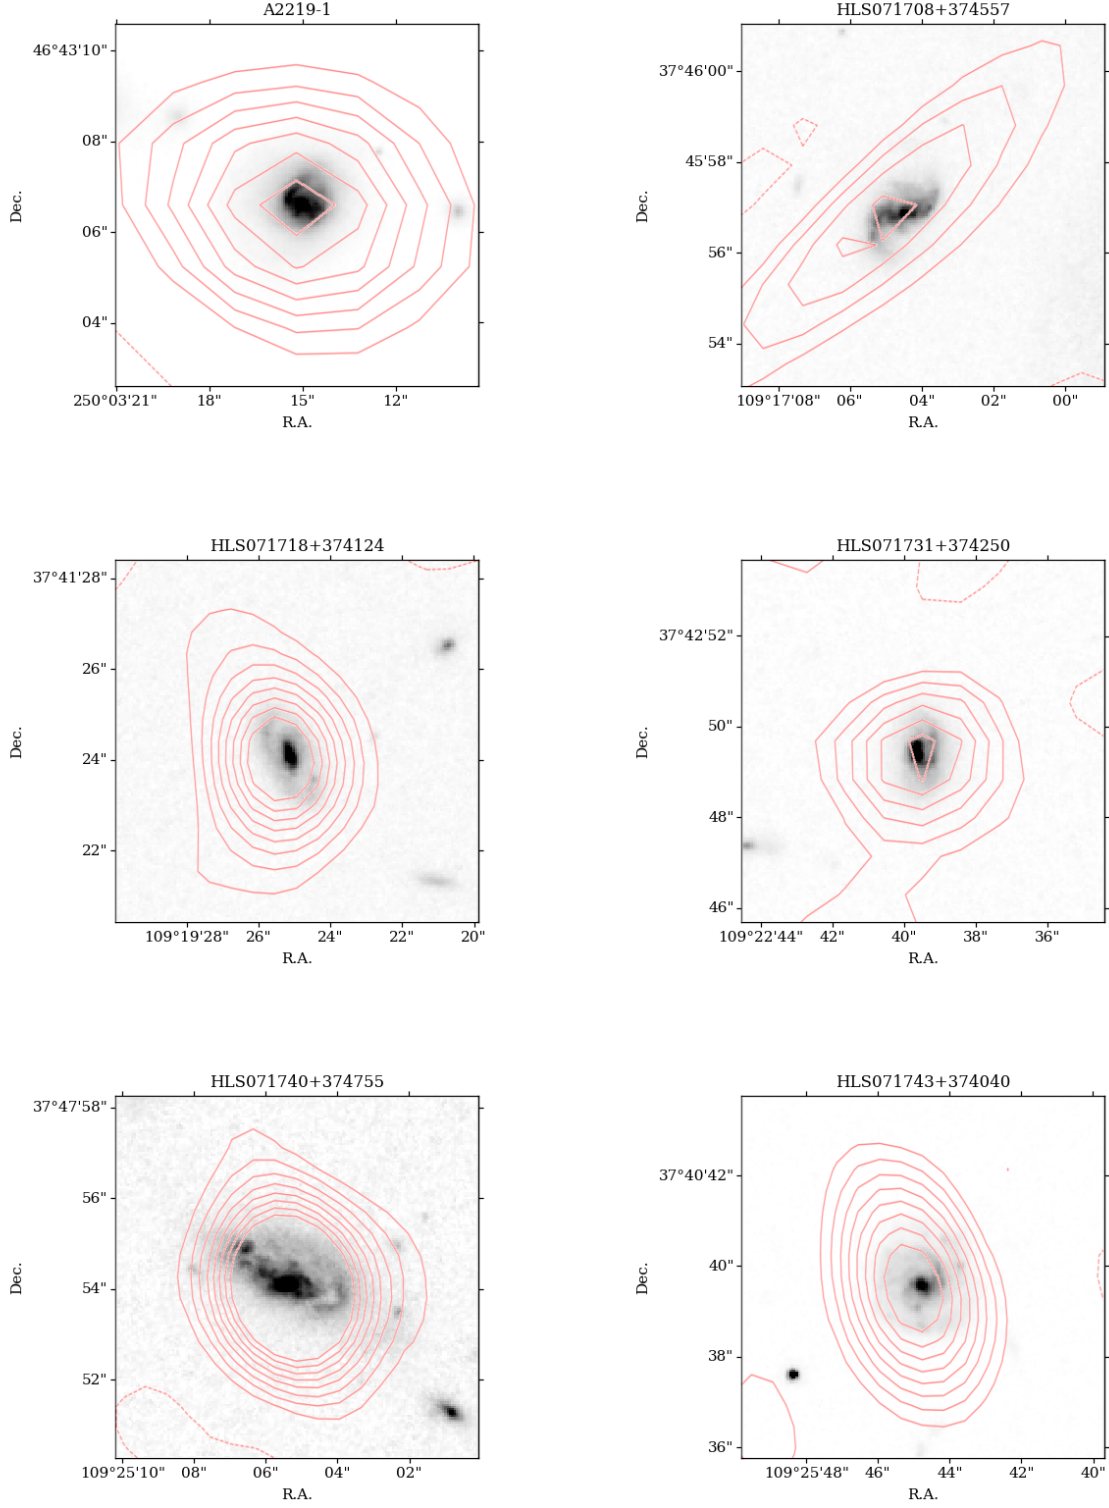 A2219-1
46°43'10"
08"
06"
04"
Dec.
250°03'21" 18" 15" 12"
R.A.
HLS071708+374557
37°46'00"
45'58"
56"
54"
Dec.
109°17'08" 06" 04" 02" 00"
R.A.
HLS071718+374124
37°41'28"
26"
24"
22"
Dec.
109°19'28" 26" 24" 22" 20"
R.A.
HLS071731+374250
37°42'52"
50"
48"
46"
Dec.
109°22'44" 42" 40" 38" 36"
R.A.
HLS071740+374755
37°47'58"
56"
54"
52"
Dec.
109°25'10" 08" 06" 04" 02"
R.A.
HLS071743+374040
37°40'42"
40"
38"
36"
Dec.
109°25'48" 46" 44" 42" 40"
R.A.